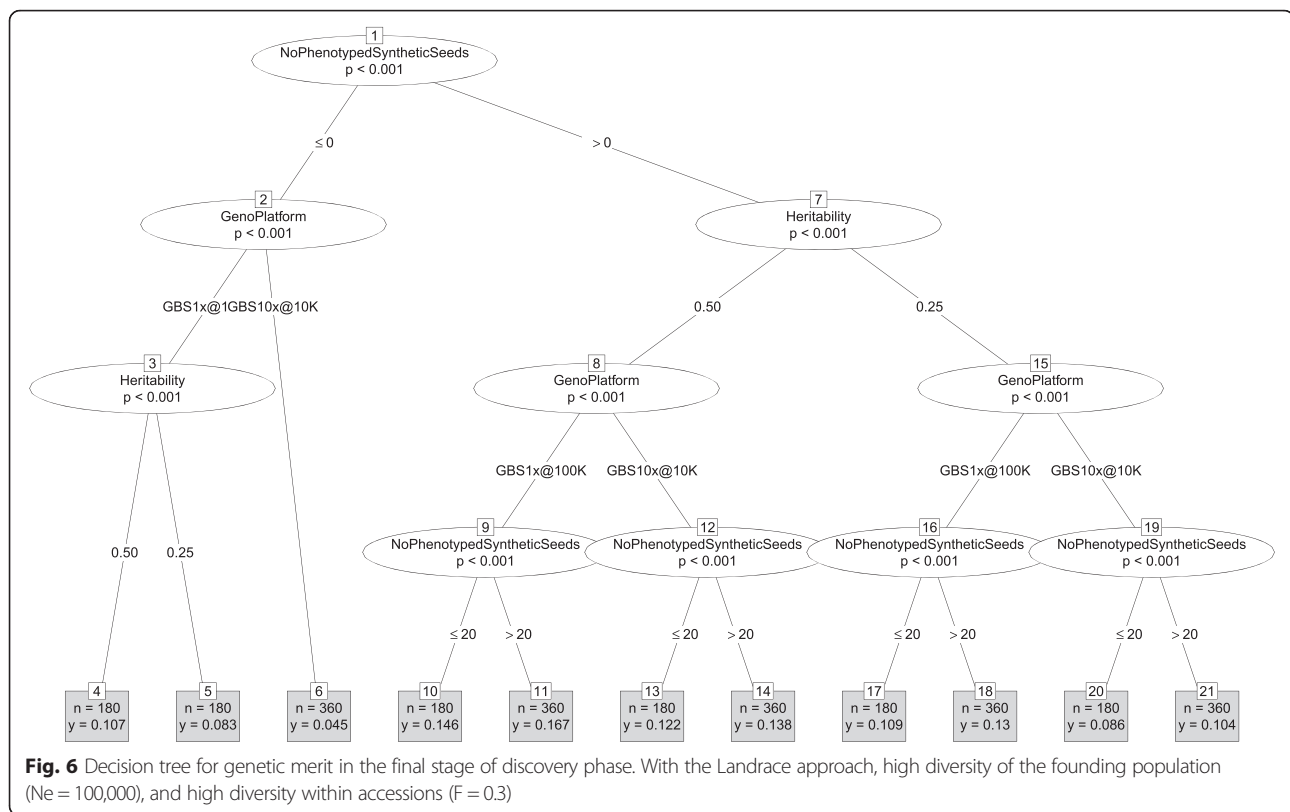 1
NoPhenotypedSyntheticSeeds
p < 0.001
≤ 0
> 0
2
GenoPlatform
p < 0.001
7
Heritability
p < 0.001
GBS1x@1GBS10x@10K
0.50
0.25
3
Heritability
p < 0.001
8
GenoPlatform
p < 0.001
15
GenoPlatform
p < 0.001
GBS1x@100K
GBS10x@10K
GBS1x@100K
GBS10x@10K
0.50
0.25
9
NoPhenotypedSyntheticSeeds
p < 0.001
12
NoPhenotypedSyntheticSeeds
p < 0.001
16
NoPhenotypedSyntheticSeeds
p < 0.001
19
NoPhenotypedSyntheticSeeds
p < 0.001
≤ 20
> 20
≤ 20
> 20
≤ 20
> 20
≤ 20
> 20
4
n = 180
y = 0.107
5
n = 180
y = 0.083
6
n = 360
y = 0.045
10
n = 180
y = 0.146
11
n = 360
y = 0.167
13
n = 180
y = 0.122
14
n = 360
y = 0.138
17
n = 180
y = 0.109
18
n = 360
y = 0.13
20
n = 180
y = 0.086
21
n = 360
y = 0.104
Fig. 6 Decision tree for genetic merit in the final stage of discovery phase. With the Landrace approach, high diversity of the founding population
(Ne = 100,000), and high diversity within accessions (F = 0.3)